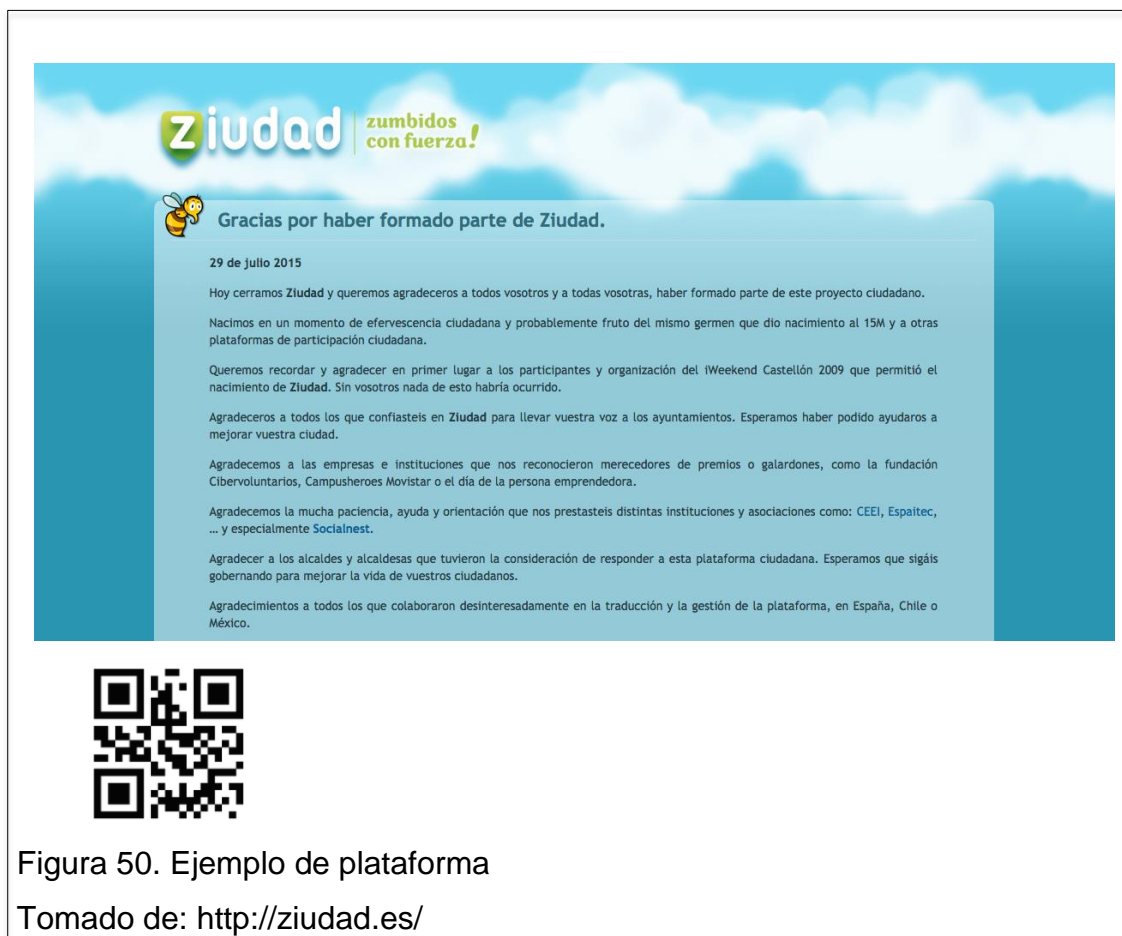 ziudad
zumbidos
con fuerza!
Gracias por haber formado parte de Ziudad.
29 de julio 2015
Hoy cerramos Ziudad y queremos agradeceros a todos vosotros y a todas vosotras, haber formado parte de este proyecto ciudadano.
Nacimos en un momento de efervescencia ciudadana y probablemente fruto del mismo germen que dio nacimiento al 15M y a otras
plataformas de participación ciudadana.
Queremos recordar y agradecer en primer lugar a los participantes y organización del iWeekend Castellón 2009 que permitió el
nacimiento de Ziudad. Sin vosotros nada de esto habría ocurrido.
Agradeceros a todos los que confiasteis en Ziudad para llevar vuestra voz a los ayuntamientos. Esperamos haber podido ayudaros a
mejorar vuestra ciudad.
Agradecemos a las empresas e instituciones que nos reconocieron merecedores de premios o galardones, como la fundación
Cibervoluntarios, Campusheroes Movistar o el día de la persona emprendedora.
Agradecemos la mucha paciencia, ayuda y orientación que nos prestasteis distintas instituciones y asociaciones como: CEEI, Espaitec,
... y especialmente Socialnest.
Agradecer a los alcaldes y alcaldesas que tuvieron la consideración de responder a esta plataforma ciudadana. Esperamos que sigáis
gobernando para mejorar la vida de vuestros ciudadanos.
Agradecimientos a todos los que colaboraron desinteresadamente en la traducción y la gestión de la plataforma, en España, Chile o
México.
Figura 50. Ejemplo de plataforma
Tomado de: http://ziudad.es/